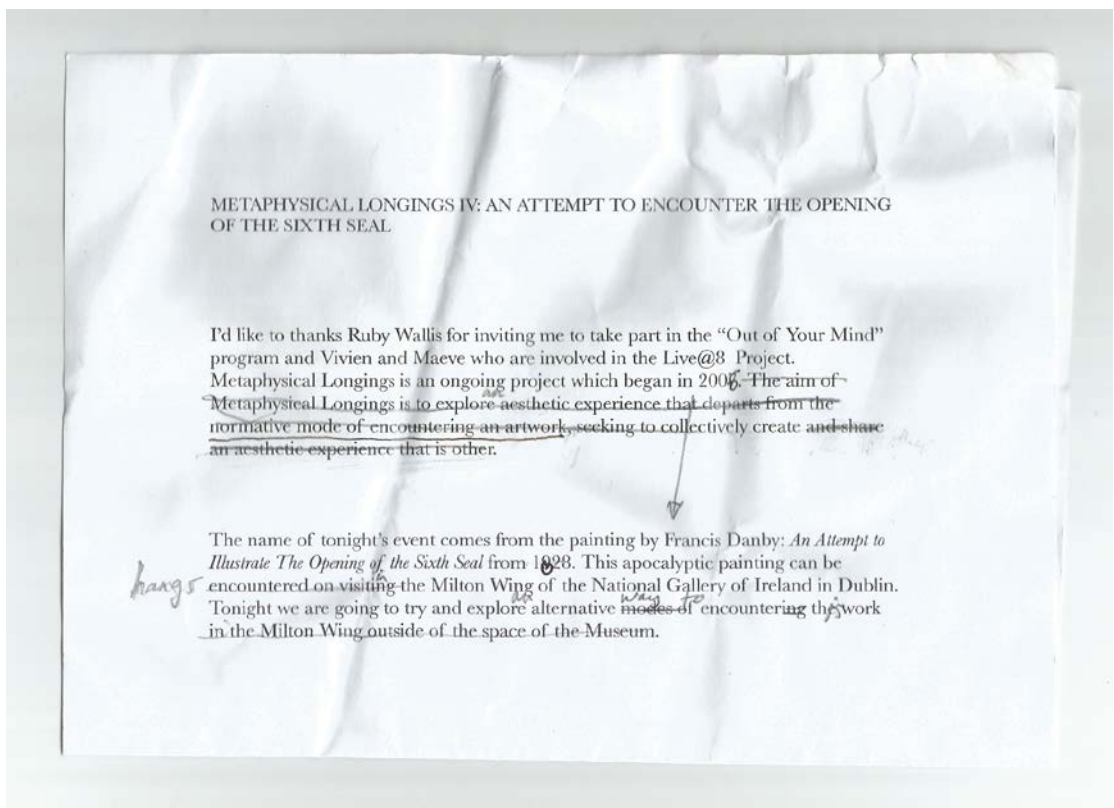 METAPHYSICAL LONGINGS IV: AN ATTEMPT TO ENCOUNTER THE OPENING
OF THE SIXTH SEAL
I'd like to thanks Ruby Wallis for inviting me to take part in the “Out of Your Mind”
program and Vivien and Maeve who are involved in the Live@8 Project.
Metaphysical Longings is an ongoing project which began in The aim of
an
Metaphysical Longings is to explore aesthetic experience that departs from the
normative mode of encountering an artwork, seeking to collectively create and share
an aesthetic experience that is other.
The name of tonight's event comes from the painting by Francis Danby: An Attempt to
Illustrate The Opening of the Sixth Seal from 1828. This apocalyptic painting can be
hangs encountered on visiting the Milton Wing of the National Gallery of Ireland in Dublin.
in
an way to
Tonight we are going to try and explore alternative modes of encountering the work
is
in the Milton Wing outside of the space of the Museum.